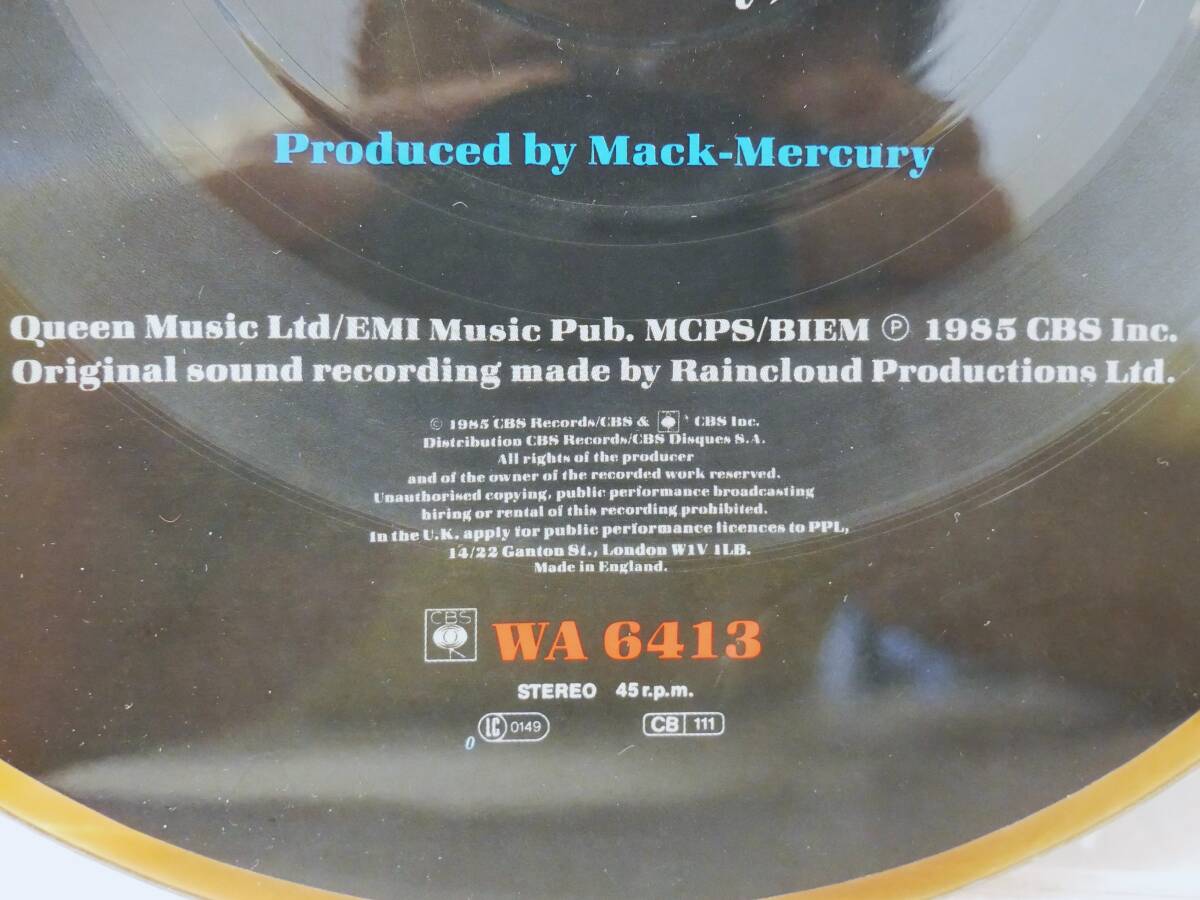 Produced by Mack-Mercury
Queen Music Ltd/EMI Music Pub. MCPS/BIEM Ⓟ 1985 CBS Inc.
Original sound recording made by Raincloud Productions Ltd.
© 1985 CBS Records/CBS & CBS Inc.
Distribution CBS Records/CBS Disques S.A.
All rights of the producer
and of the owner of the recorded work reserved.
Unauthorised copying, public performance broadcasting
hiring or rental of this recording prohibited.
In the U.K. apply for public performance licences to PPL,
14/22 Ganton St., London W1V 1LB.
Made in England.
CBS WA 6413
STEREO 45 r.p.m.
LC 0149 CB 111
0